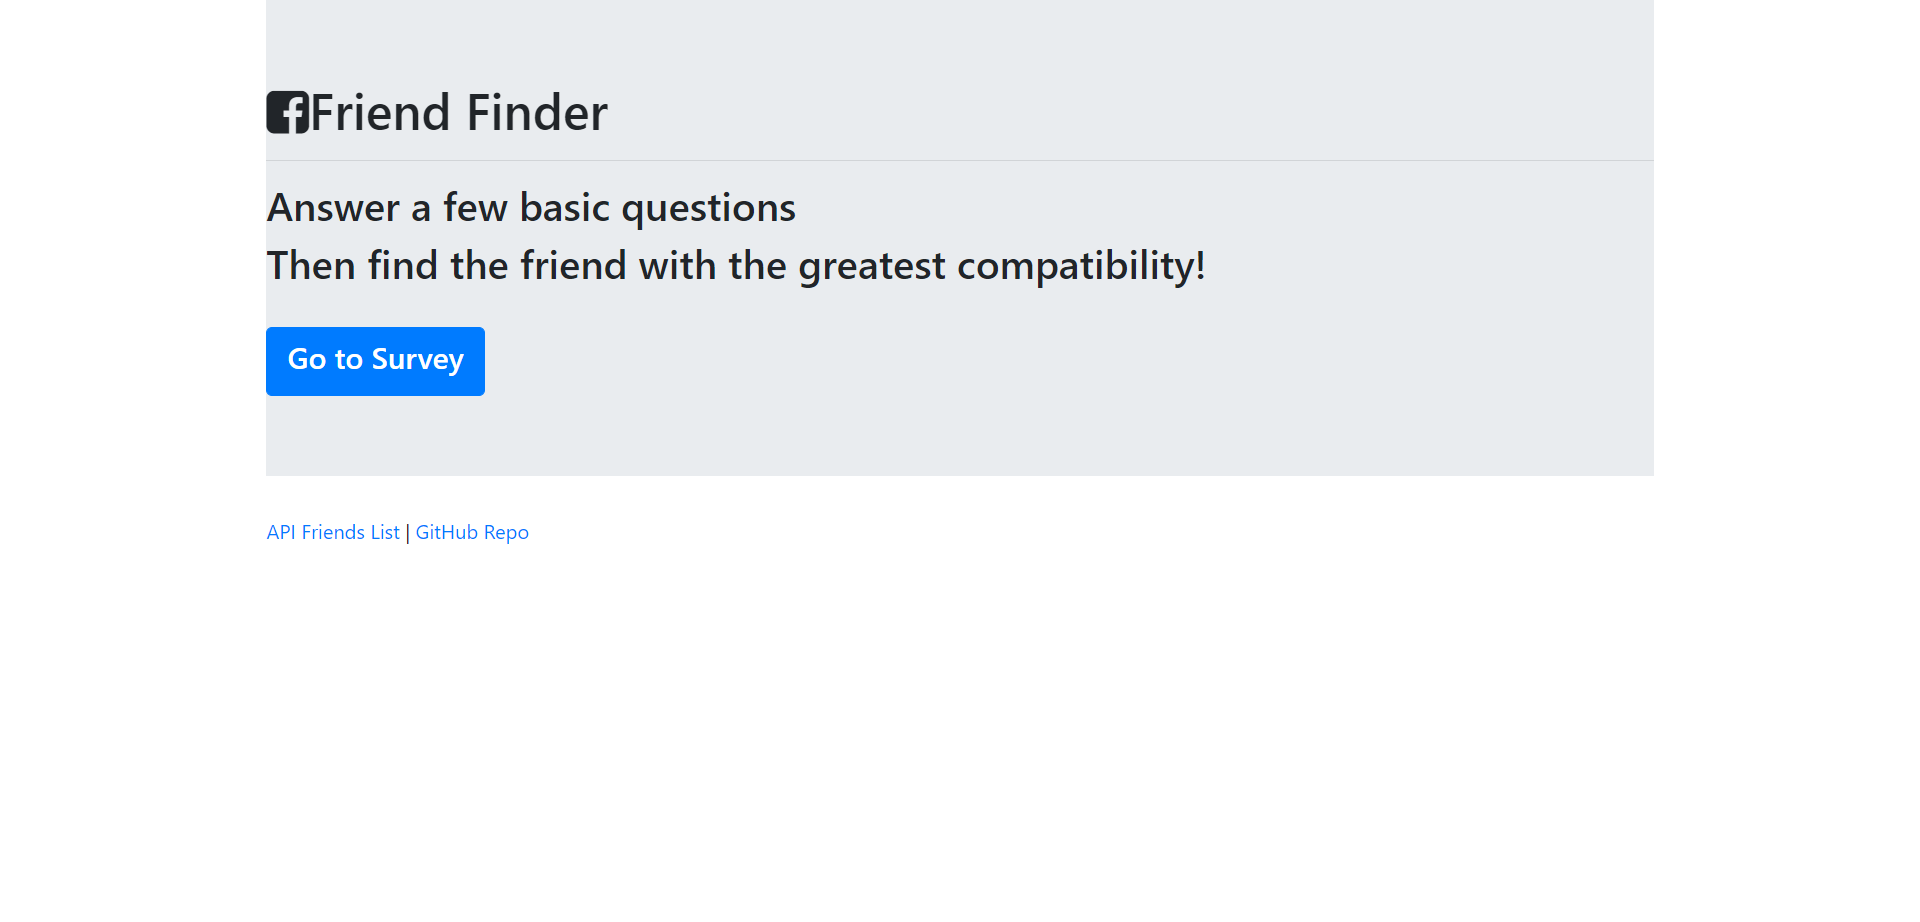 Friend Finder
Answer a few basic questions
Then find the friend with the greatest compatibility!
Go to Survey
API Friends List | GitHub Repo